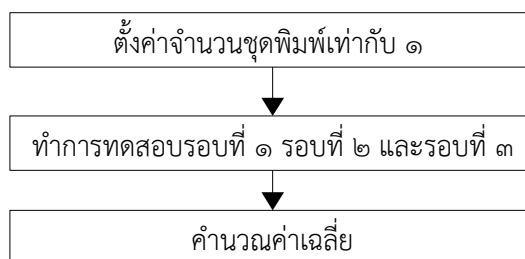 ตั้งค่าจำนวนชุดพิมพ์เท่ากับ ๑
ทำการทดสอบรอบที่ ๑ รอบที่ ๒ และรอบที่ ๓
คำนวณค่าเฉลี่ย